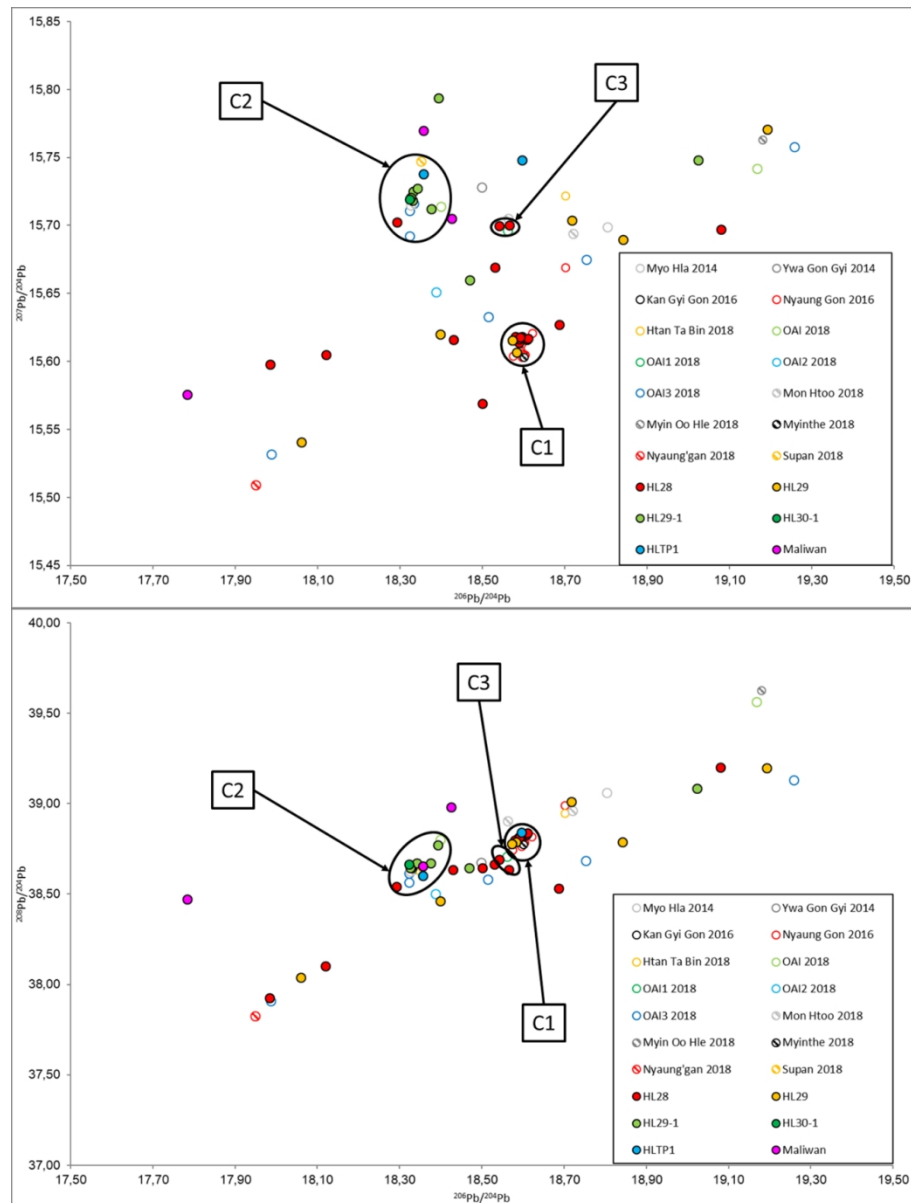 15,85
15,80
15,75
15,70
15,65
15,60
15,55
15,50
15,45
²⁰⁷Pb/²⁰⁴Pb
C2
C3
C1
Myo Hla 2014 Ywa Gon Gyi 2014
Kan Gyi Gon 2016 Nyaung Gon 2016
Htan Ta Bin 2018 OAI 2018
OAI1 2018 OAI2 2018
OAI3 2018 Mon Htoo 2018
Myin Oo Hle 2018 Myinthe 2018
Nyaung'gan 2018 Supan 2018
HL28 HL29
HL29-1 HL30-1
HLTP1 Maliwan
17,50 17,70 17,90 18,10 18,30 18,50 18,70 18,90 19,10 19,30 19,50
²⁰⁶Pb/²⁰⁴Pb
40,00
39,50
39,00
38,50
38,00
37,50
37,00
²⁰⁸Pb/²⁰⁴Pb
C3
C2
C1
Myo Hla 2014 Ywa Gon Gyi 2014
Kan Gyi Gon 2016 Nyaung Gon 2016
Htan Ta Bin 2018 OAI 2018
OAI1 2018 OAI2 2018
OAI3 2018 Mon Htoo 2018
Myin Oo Hle 2018 Myinthe 2018
Nyaung'gan 2018 Supan 2018
HL28 HL29
HL29-1 HL30-1
HLTP1 Maliwan
17,50 17,70 17,90 18,10 18,30 18,50 18,70 18,90 19,10 19,30 19,50
²⁰⁶Pb/²⁰⁴Pb